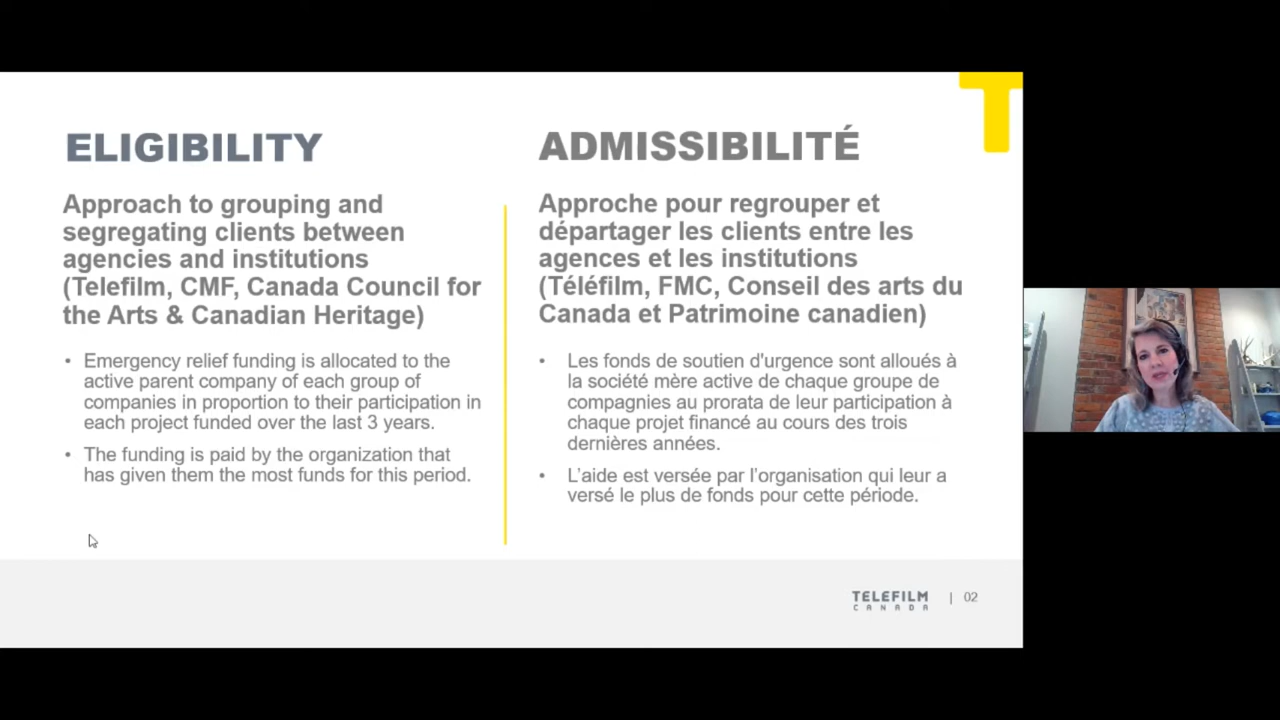 ELIGIBILITY
Approach to grouping and
segregating clients between
agencies and institutions
(Telefilm, CMF, Canada Council for
the Arts & Canadian Heritage)
• Emergency relief funding is allocated to the
active parent company of each group of
companies in proportion to their participation in
each project funded over the last 3 years.
• The funding is paid by the organization that
has given them the most funds for this period.
ADMISSIBILITÉ
Approche pour regrouper et
départager les clients entre les
agences et les institutions
(Téléfilm, FMC, Conseil des arts du
Canada et Patrimoine canadien)
• Les fonds de soutien d'urgence sont alloués à
la société mère active de chaque groupe de
compagnies au prorata de leur participation à
chaque projet financé au cours des trois
dernières années.
• L’aide est versée par l’organisation qui leur a
versé le plus de fonds pour cette période.
T
TELEFILM
CANADA
| 02